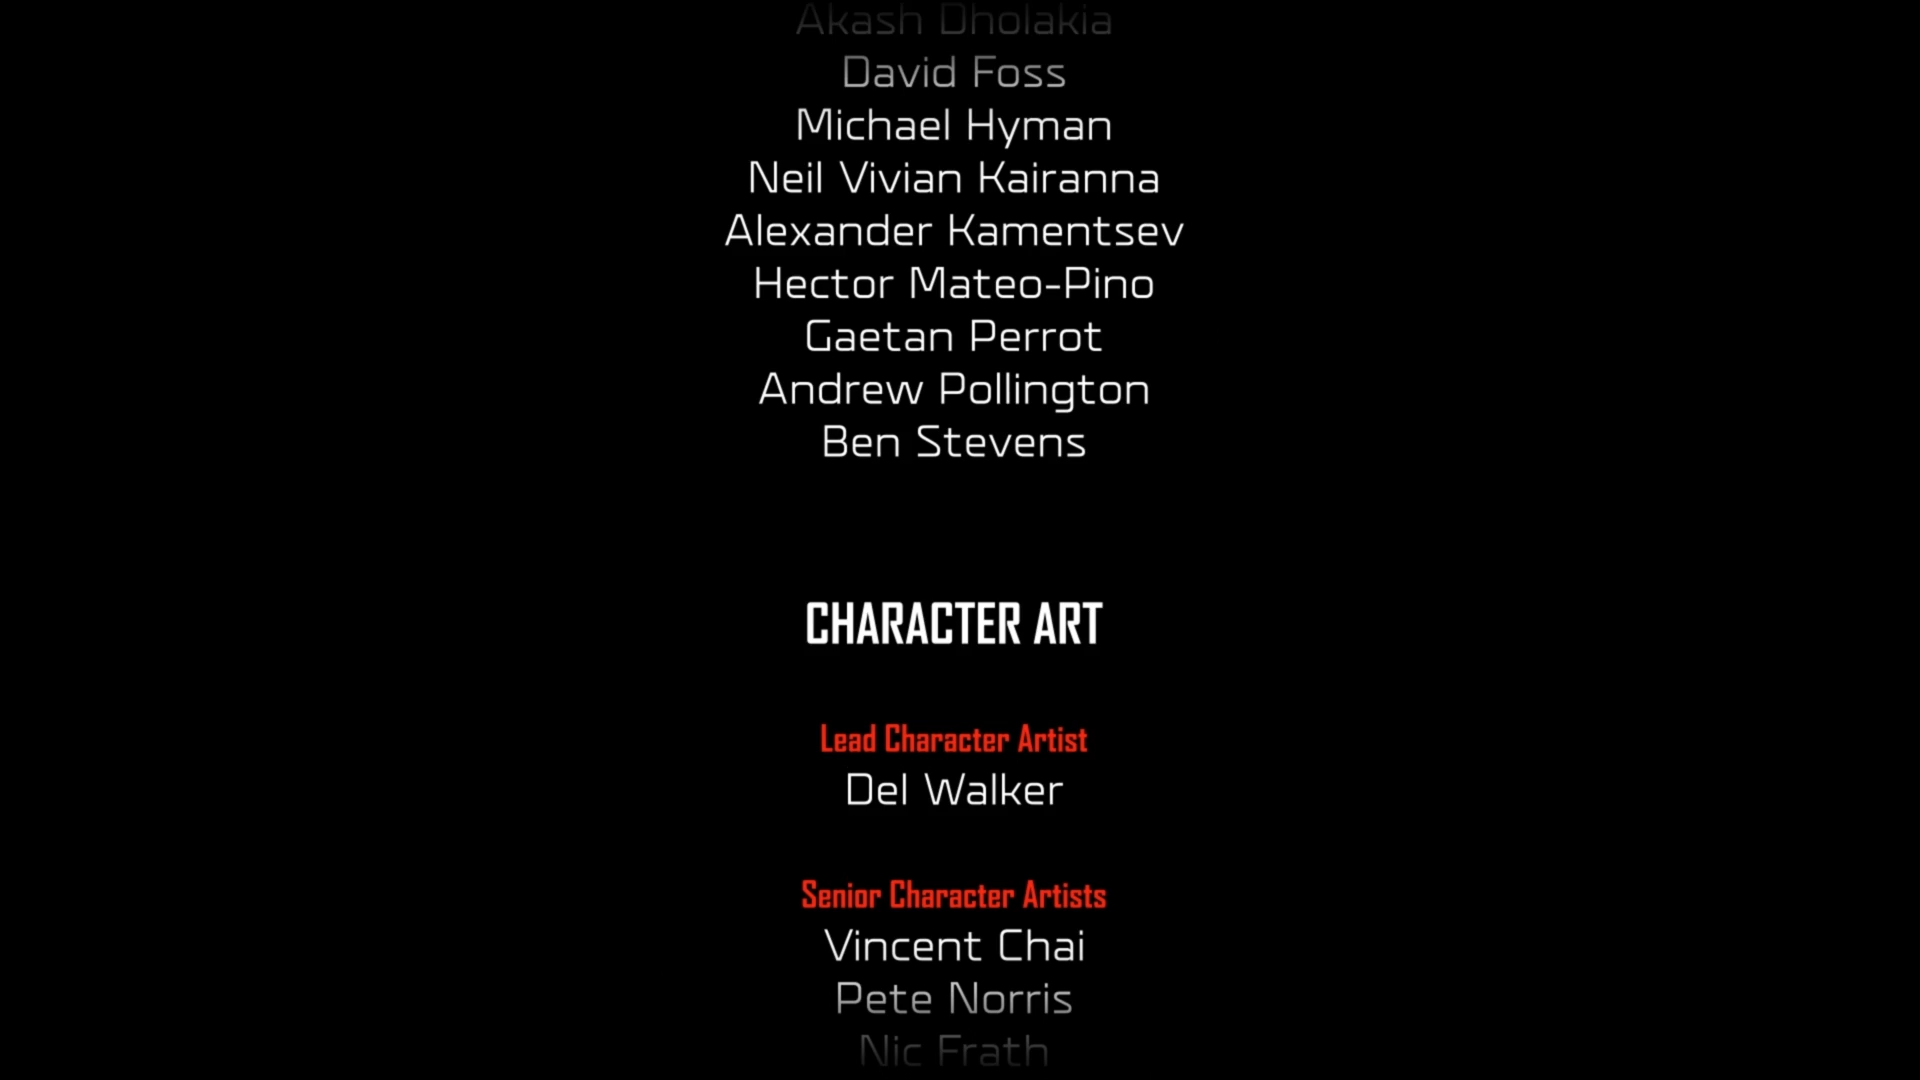 Akash Dholakia
David Foss
Michael Hyman
Neil Vivian Kairanna
Alexander Kamentsev
Hector Mateo-Pino
Gaetan Perrot
Andrew Pollington
Ben Stevens
CHARACTER ART
Lead Character Artist
Del Walker
Senior Character Artists
Vincent Chai
Pete Norris
Nic Frath